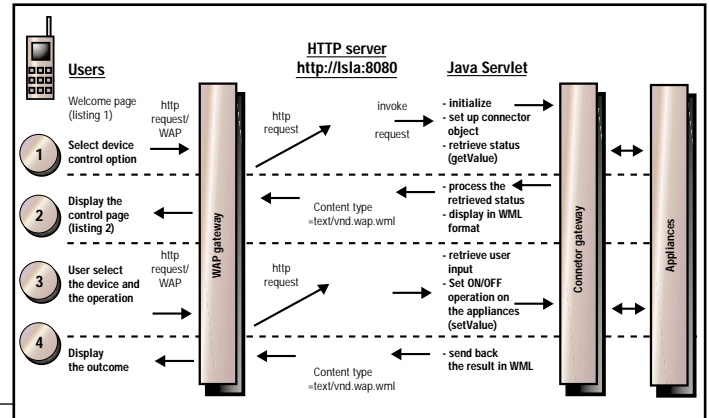 HTTP server
http://lsla:8080
Users
Java Servlet
Welcome page
(listing 1)
http
request/
WAP
http
request
invoke
request
- initialize
- set up connector
object
- retrieve status
(getValue)
1
Select device
control option
2
Display the
control page
(listing 2)
Content type
=text/vnd.wap.wml
- process the
retrieved status
- display in WML
format
WAP gateway
Connetor gateway
Appliances
3
User select
the device and
the operation
http
request/
WAP
http
request
- retrieve user
input
- Set ON/OFF
operation on
the appliances
(setValue)
4
Display
the outcome
Content type
=text/vnd.wap.wml
- send back
the result in WML